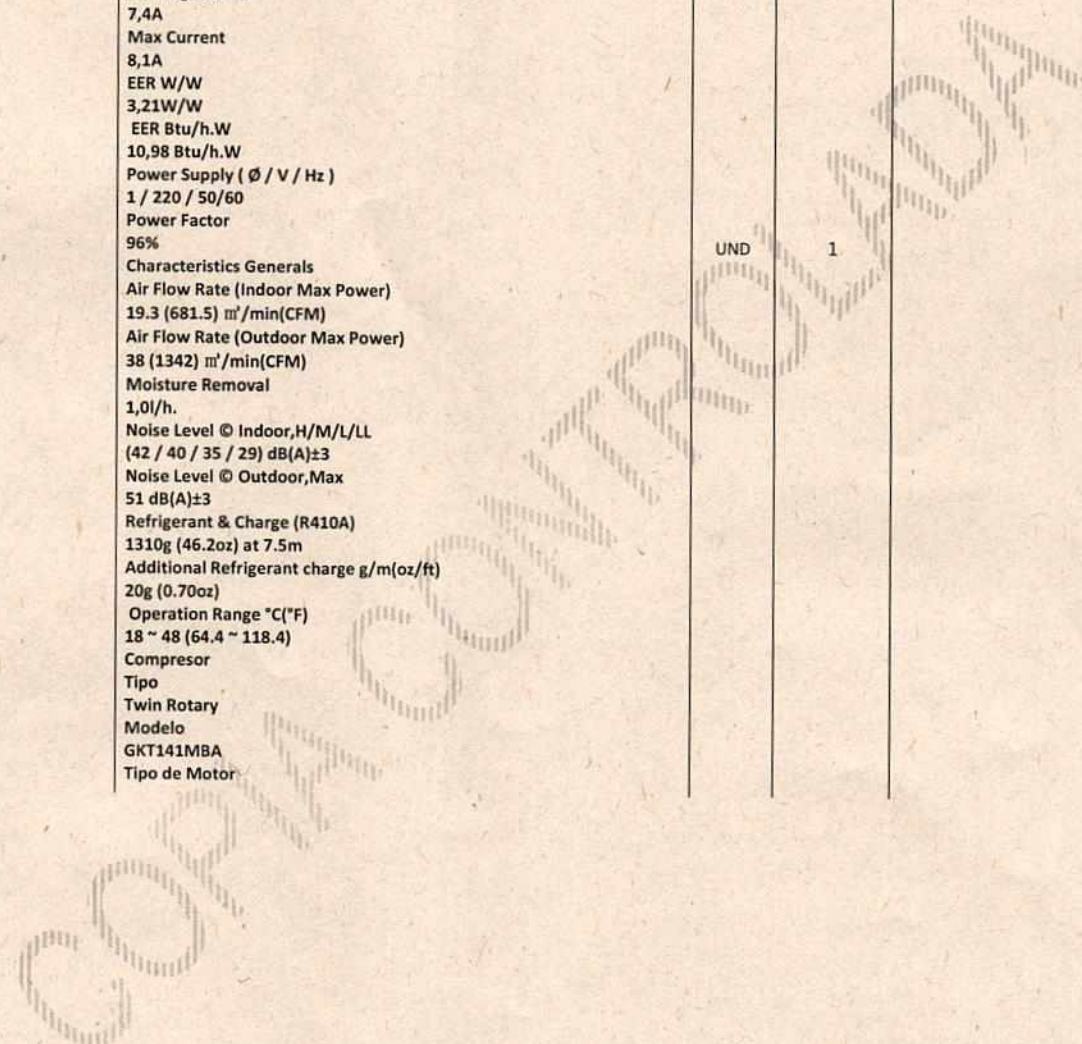 7,4A
Max Current
8,1A
EER W/W
3,21W/W
EER Btu/h.W
10,98 Btu/h.W
Power Supply ( Ø / V / Hz )
1 / 220 / 50/60
Power Factor
96%
UND 1
Characteristics Generals
Air Flow Rate (Indoor Max Power)
19.3 (681.5) ㎥/min(CFM)
Air Flow Rate (Outdoor Max Power)
38 (1342) ㎥/min(CFM)
Moisture Removal
1,0l/h.
Noise Level © Indoor,H/M/L/LL
(42 / 40 / 35 / 29) dB(A)±3
Noise Level © Outdoor,Max
51 dB(A)±3
Refrigerant & Charge (R410A)
1310g (46.2oz) at 7.5m
Additional Refrigerant charge g/m(oz/ft)
20g (0.70oz)
Operation Range °C(°F)
18 ~ 48 (64.4 ~ 118.4)
Compresor
Tipo
Twin Rotary
Modelo
GKT141MBA
Tipo de Motor
COPIA CONTROLADA